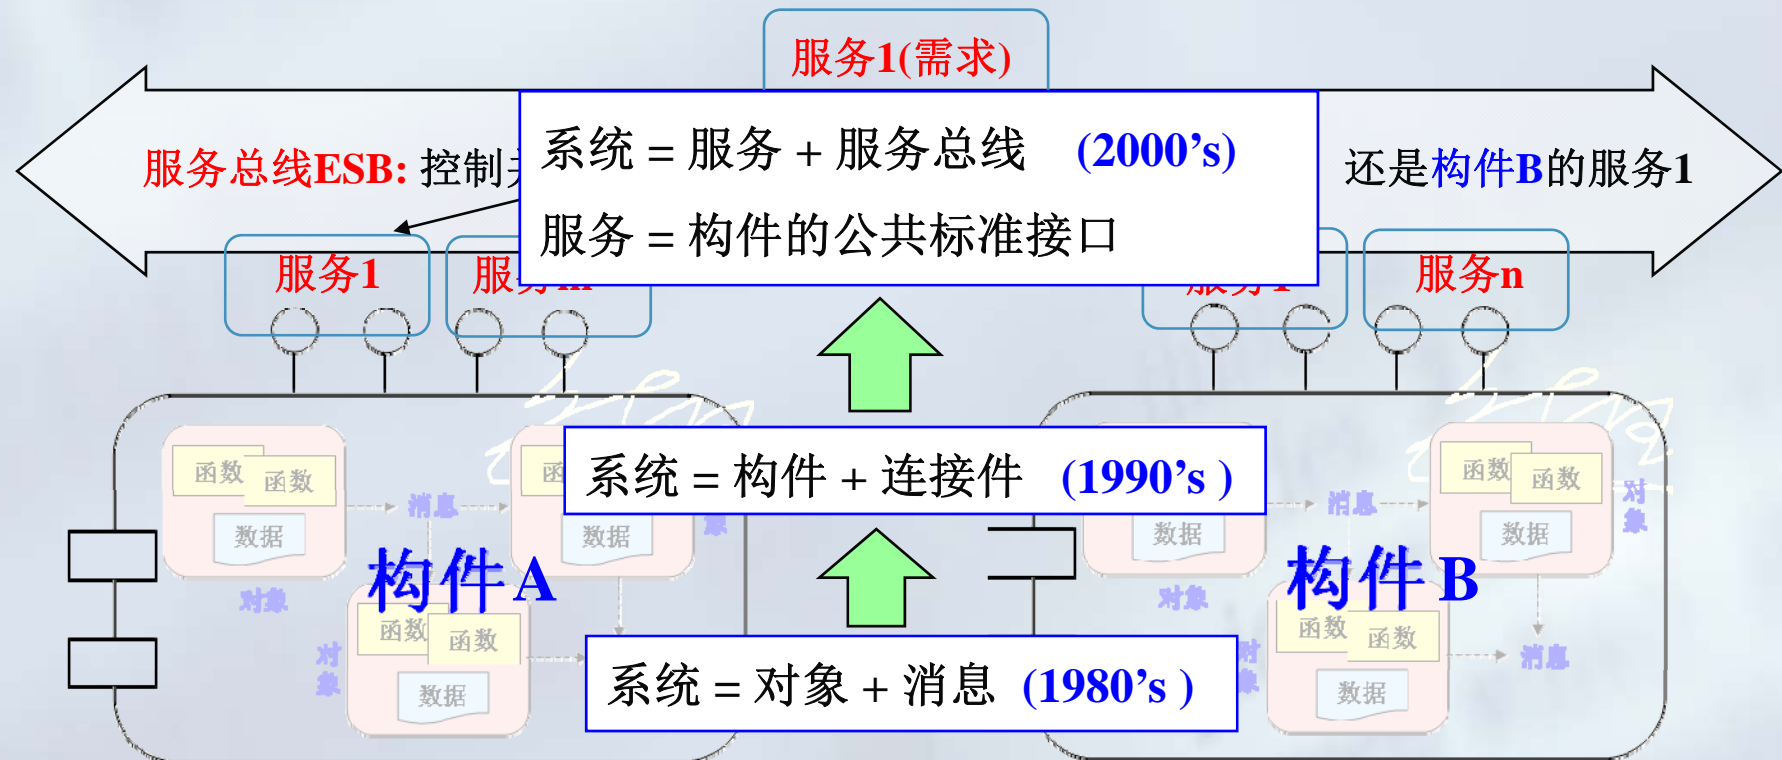 服务1(需求)
系统 = 服务 + 服务总线 (2000’s)
服务总线ESB: 控制
还是构件B的服务1
服务 = 构件的公共标准接口
服务1
服务n
系统 = 构件 + 连接件 (1990’s )
函数
函数
消息
数据
对象
构件 A
函数
函数
对象
数据
数据
函数
函数
消息
对象
数据
数据
对象
构件 B
函数
函数
消息
数据
系统 = 对象 + 消息 (1980’s )